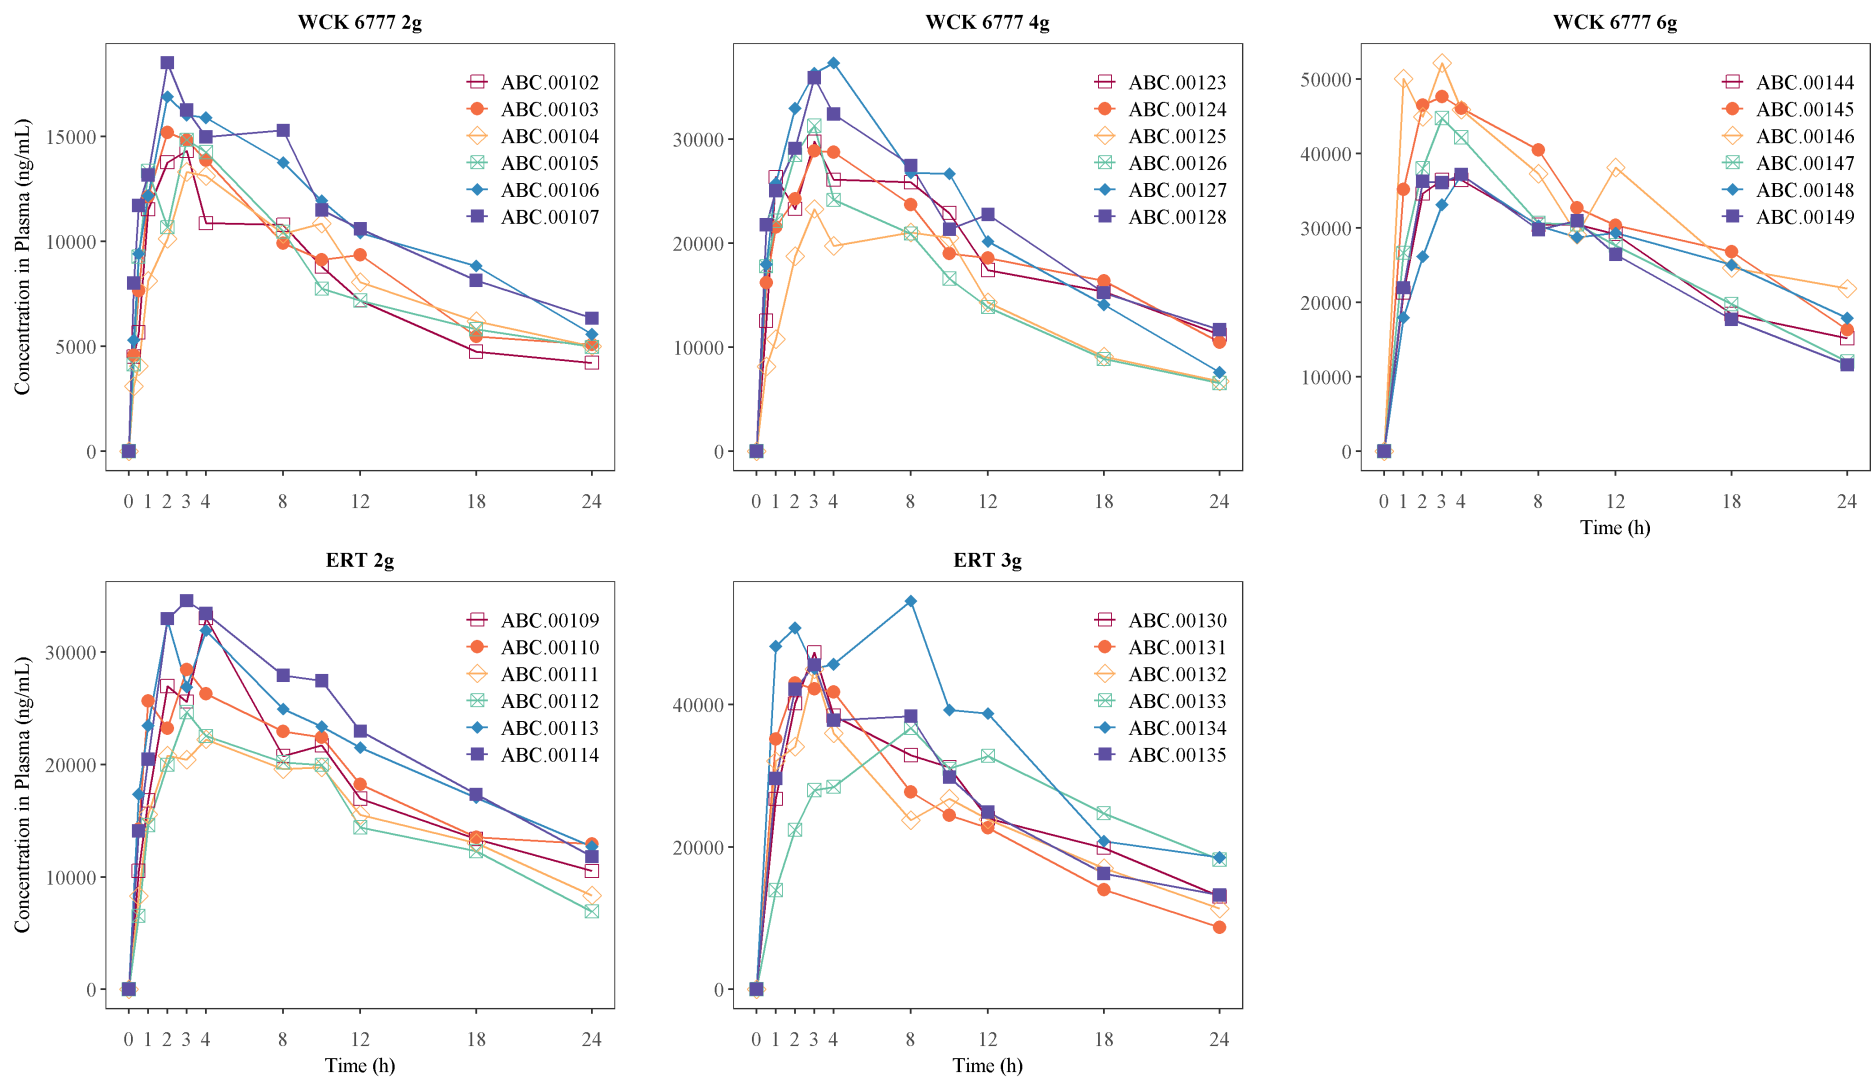 WCK 6777 2g
Concentration in Plasma (ng/mL)
15000
10000
5000
0
0 1 2 3 4 8 12 18 24
ABC.00102
ABC.00103
ABC.00104
ABC.00105
ABC.00106
ABC.00107
WCK 6777 4g
30000
20000
10000
0
0 1 2 3 4 8 12 18 24
ABC.00123
ABC.00124
ABC.00125
ABC.00126
ABC.00127
ABC.00128
WCK 6777 6g
50000
40000
30000
20000
10000
0
0 1 2 3 4 8 12 18 24
Time (h)
ABC.00144
ABC.00145
ABC.00146
ABC.00147
ABC.00148
ABC.00149
ERT 2g
Concentration in Plasma (ng/mL)
30000
20000
10000
0
0 1 2 3 4 8 12 18 24
Time (h)
ABC.00109
ABC.00110
ABC.00111
ABC.00112
ABC.00113
ABC.00114
ERT 3g
40000
20000
0
0 1 2 3 4 8 12 18 24
Time (h)
ABC.00130
ABC.00131
ABC.00132
ABC.00133
ABC.00134
ABC.00135